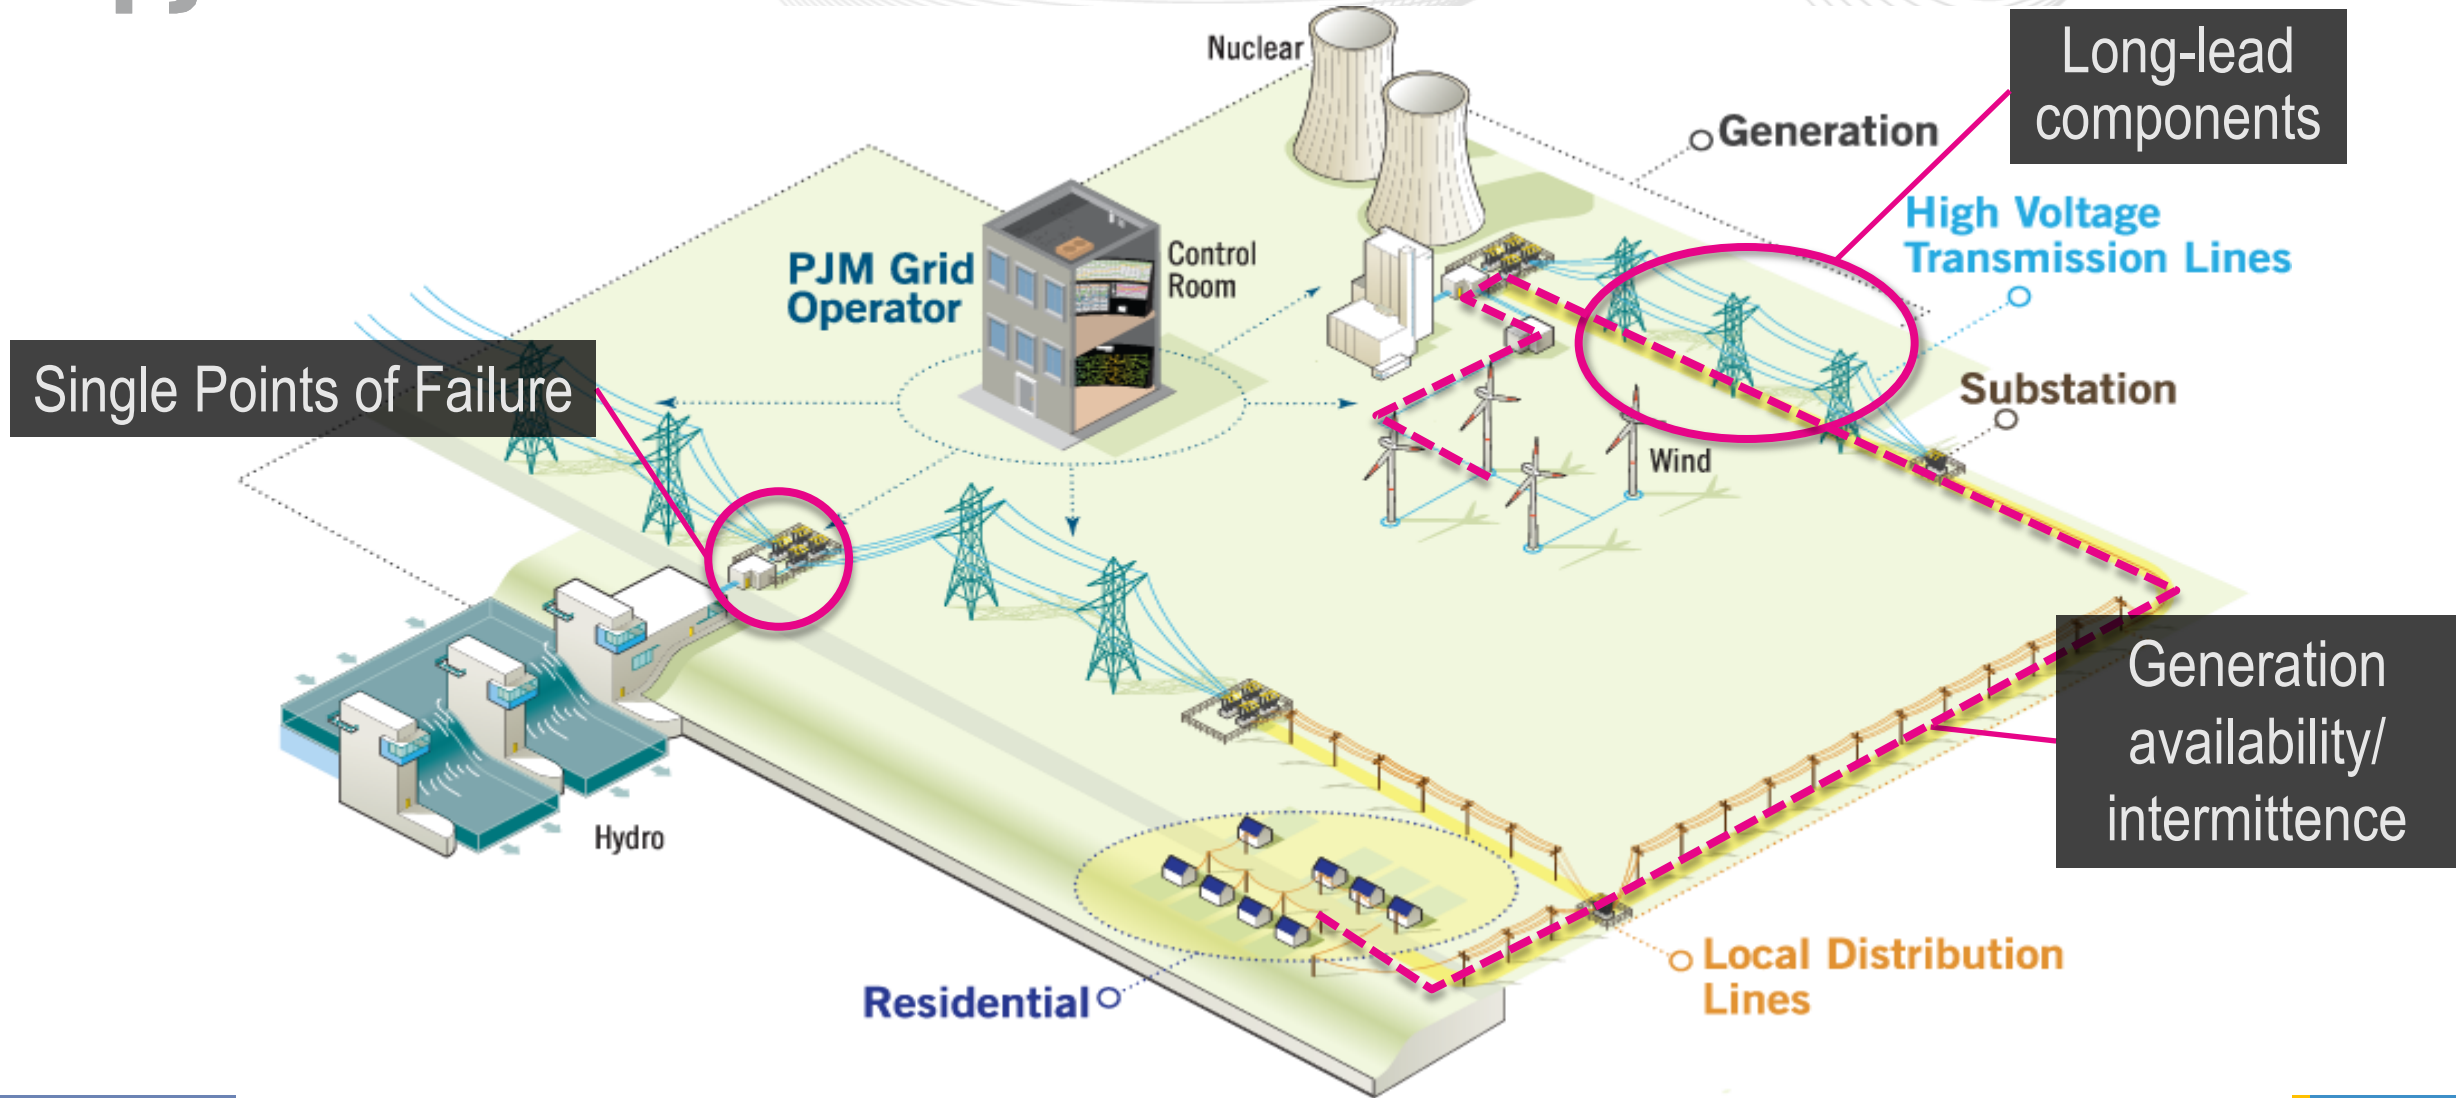 Nuclear
Long-lead
components
Generation
High Voltage
Transmission Lines
PJM Grid
Operator
Control
Room
Single Points of Failure
Substation
Wind
Generation
availability/
intermittence
Hydro
Local Distribution
Lines
Residential